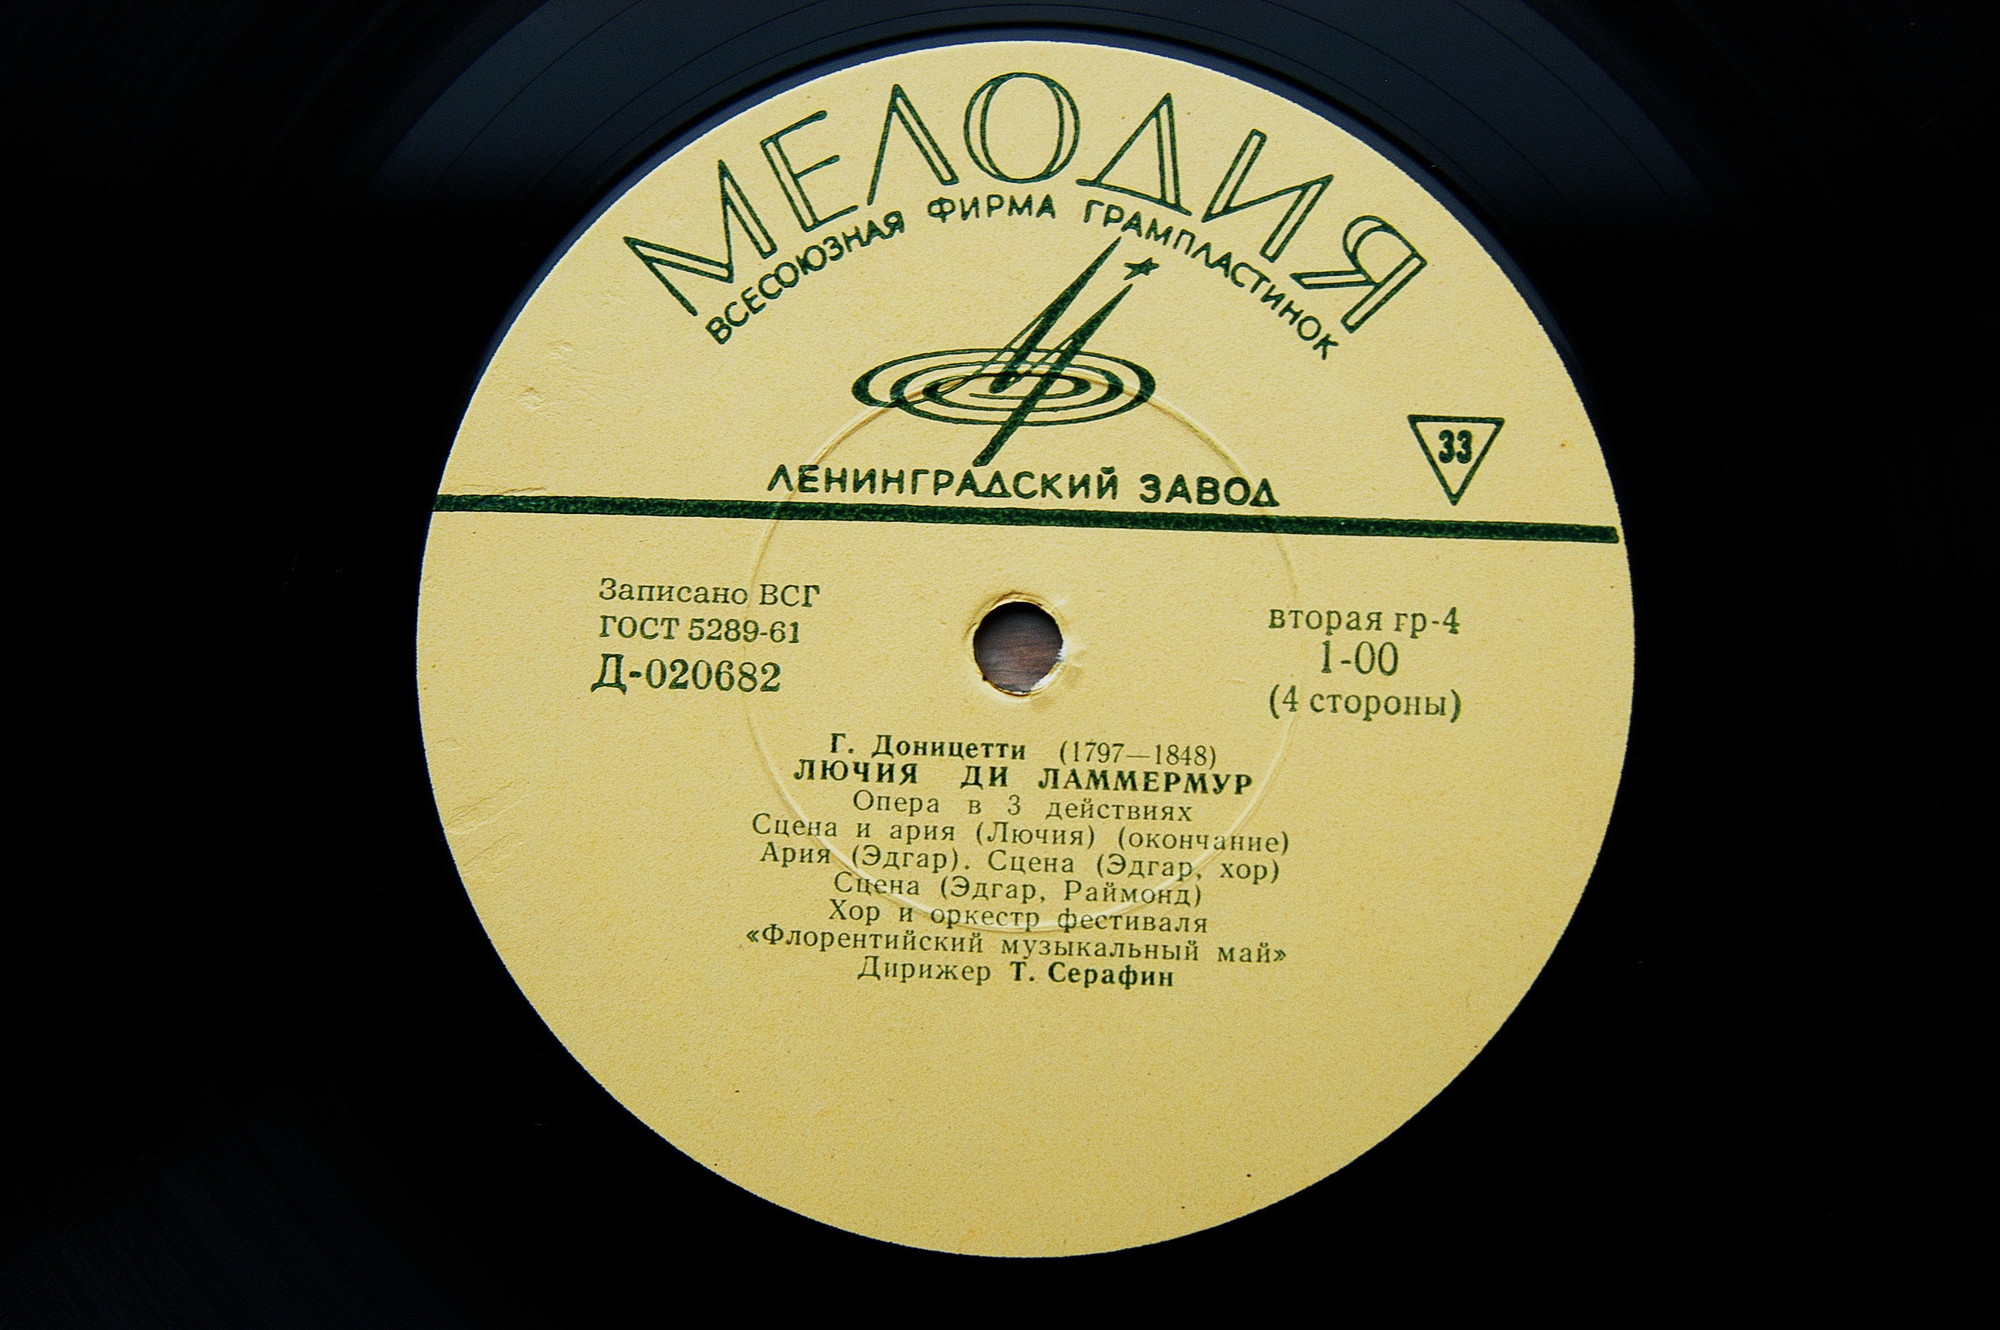 МЕЛОДИЯ
ВСЕСОЮЗНАЯ ФИРМА ГРАМПЛАСТИНОК
33
ЛЕНИНГРАДСКИЙ ЗАВОД
Записано ВСГ
ГОСТ 5289-61
Д-020682
вторая гр-4
1-00
(4 стороны)
Г. Доницетти (1797—1848)
ЛЮЧИЯ ДИ ЛАММЕРМУР
Опера в 3 действиях
Сцена и ария (Лючия) (окончание)
Ария (Эдгар). Сцена (Эдгар, хор)
Сцена (Эдгар, Раймонд)
Хор и оркестр фестиваля
«Флорентийский музыкальный май»
Дирижер Т. Серафин